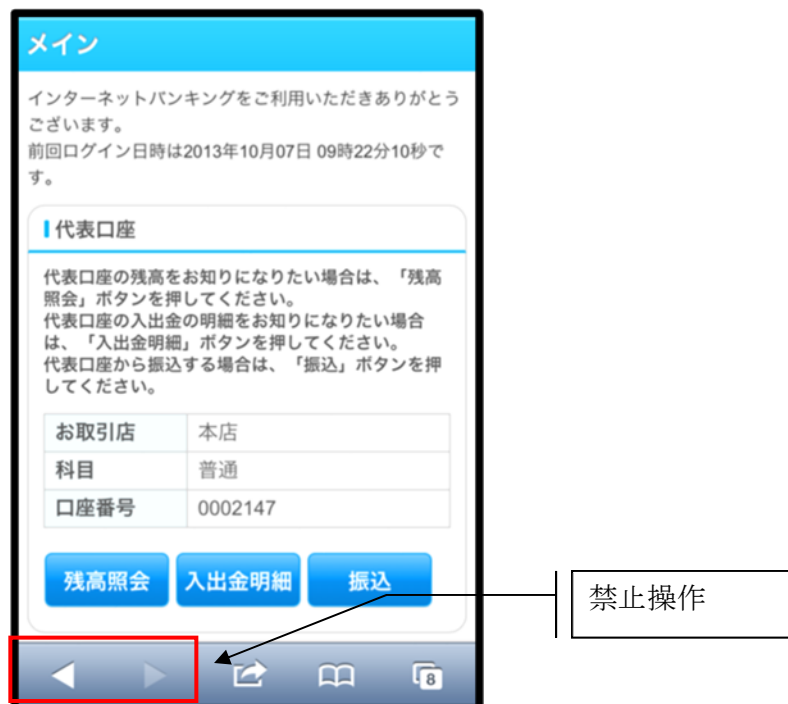 メイン
インターネットバンキングをご利用いただきありがとう
ございます。
前回ログイン日時は2013年10月07日 09時22分10秒で
す。
代表口座
代表口座の残高をお知りになりたい場合は、「残高
照会」ボタンを押してください。
代表口座の入出金の明細をお知りになりたい場合
は、「入出金明細」ボタンを押してください。
代表口座から振込する場合は、「振込」ボタンを押
してください。
お取引店 本店
科目 普通
口座番号 0002147
残高照会 入出金明細 振込
禁止操作
8